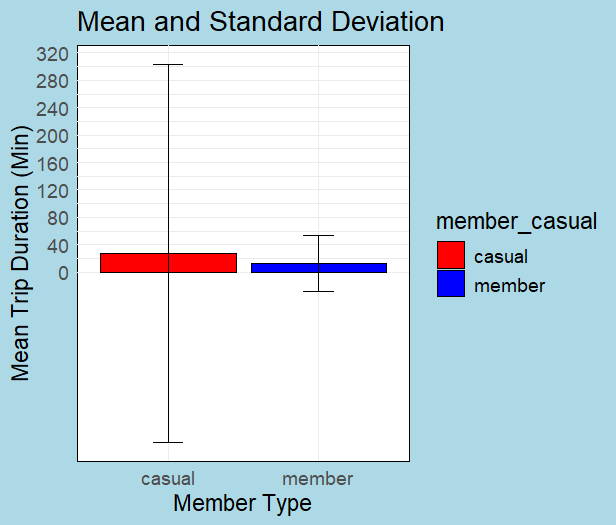 Mean and Standard Deviation
320
280
240
200
160
120
80
40
0
Mean Trip Duration (Min)
casual member
Member Type
member_casual
casual
member